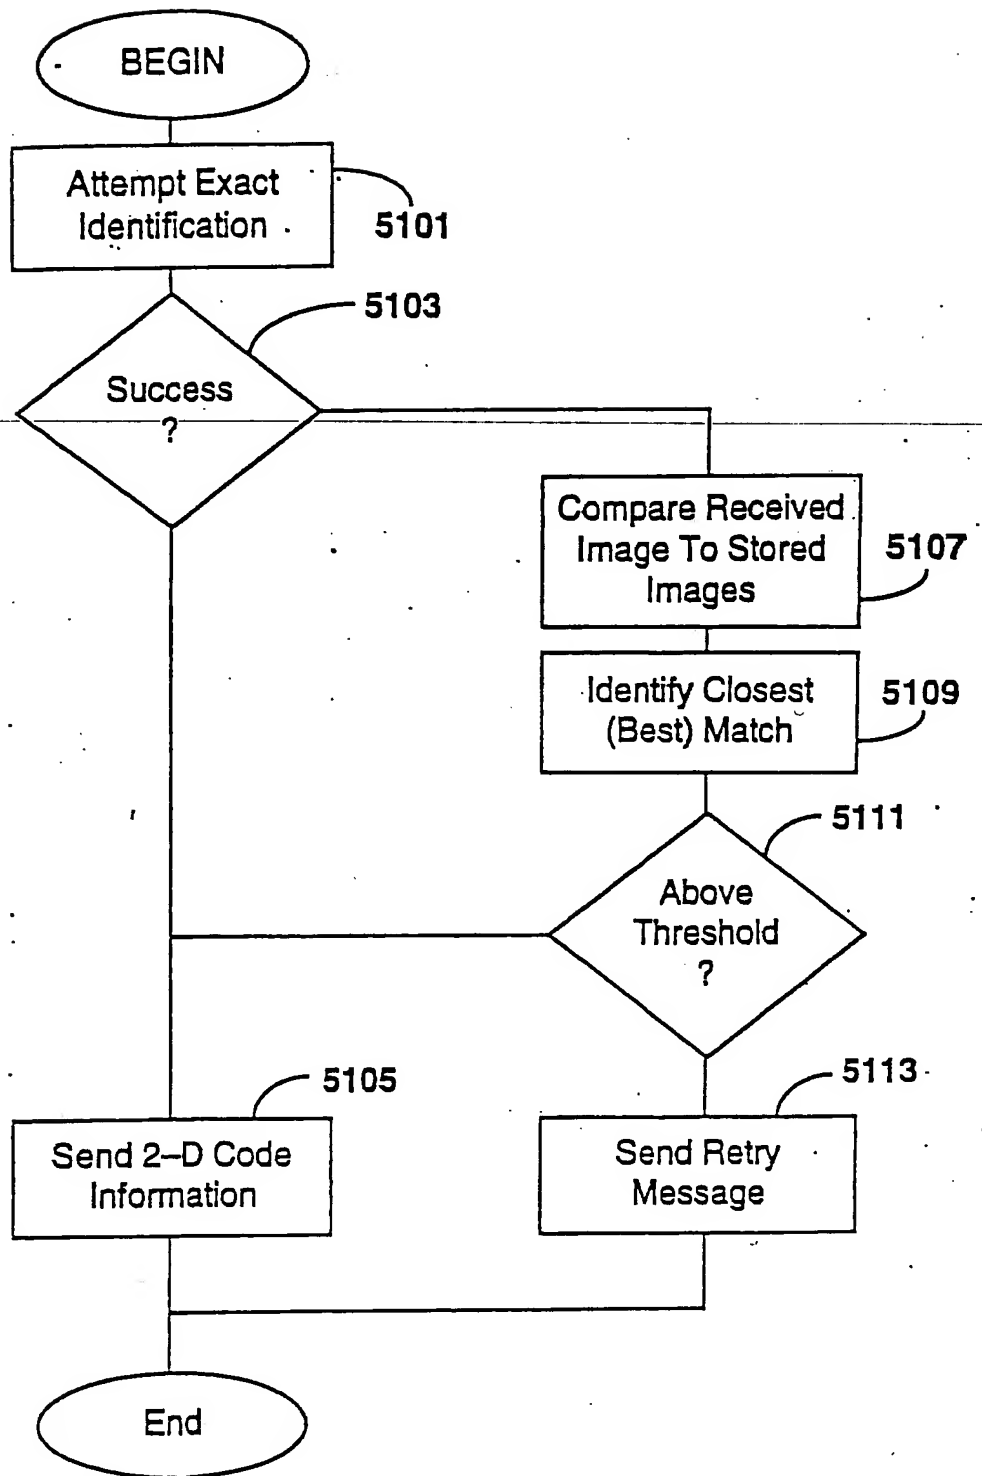 BEGIN
Attempt Exact
Identification
5101
5103
Success
?
Compare Received
Image To Stored
Images
5107
Identify Closest
(Best) Match
5109
5111
Above
Threshold
?
5105
Send 2–D Code
Information
5113
Send Retry
Message
End